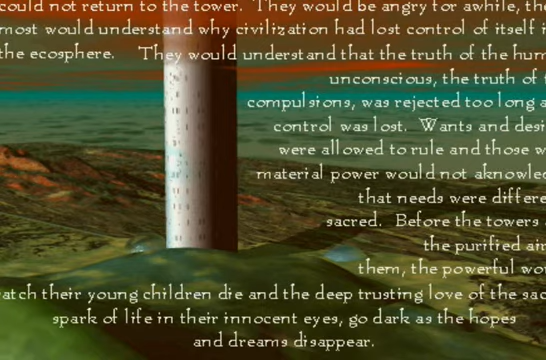 could not return to the tower. They would be angry for awhile, the
most would understand why civilization had lost control of itself i
the ecosphere. They would understand that the truth of the hum
unconscious, the truth of
compulsions, was rejected too long a
control was lost. Wants and desi
were allowed to rule and those w
material power would not aknowled
that needs were differe
sacred. Before the towers
the purified air
them, the powerful wo
atch their young children die and the deep trusting love of the sac
spark of life in their innocent eyes, go dark as the hopes
and dreams disappear.